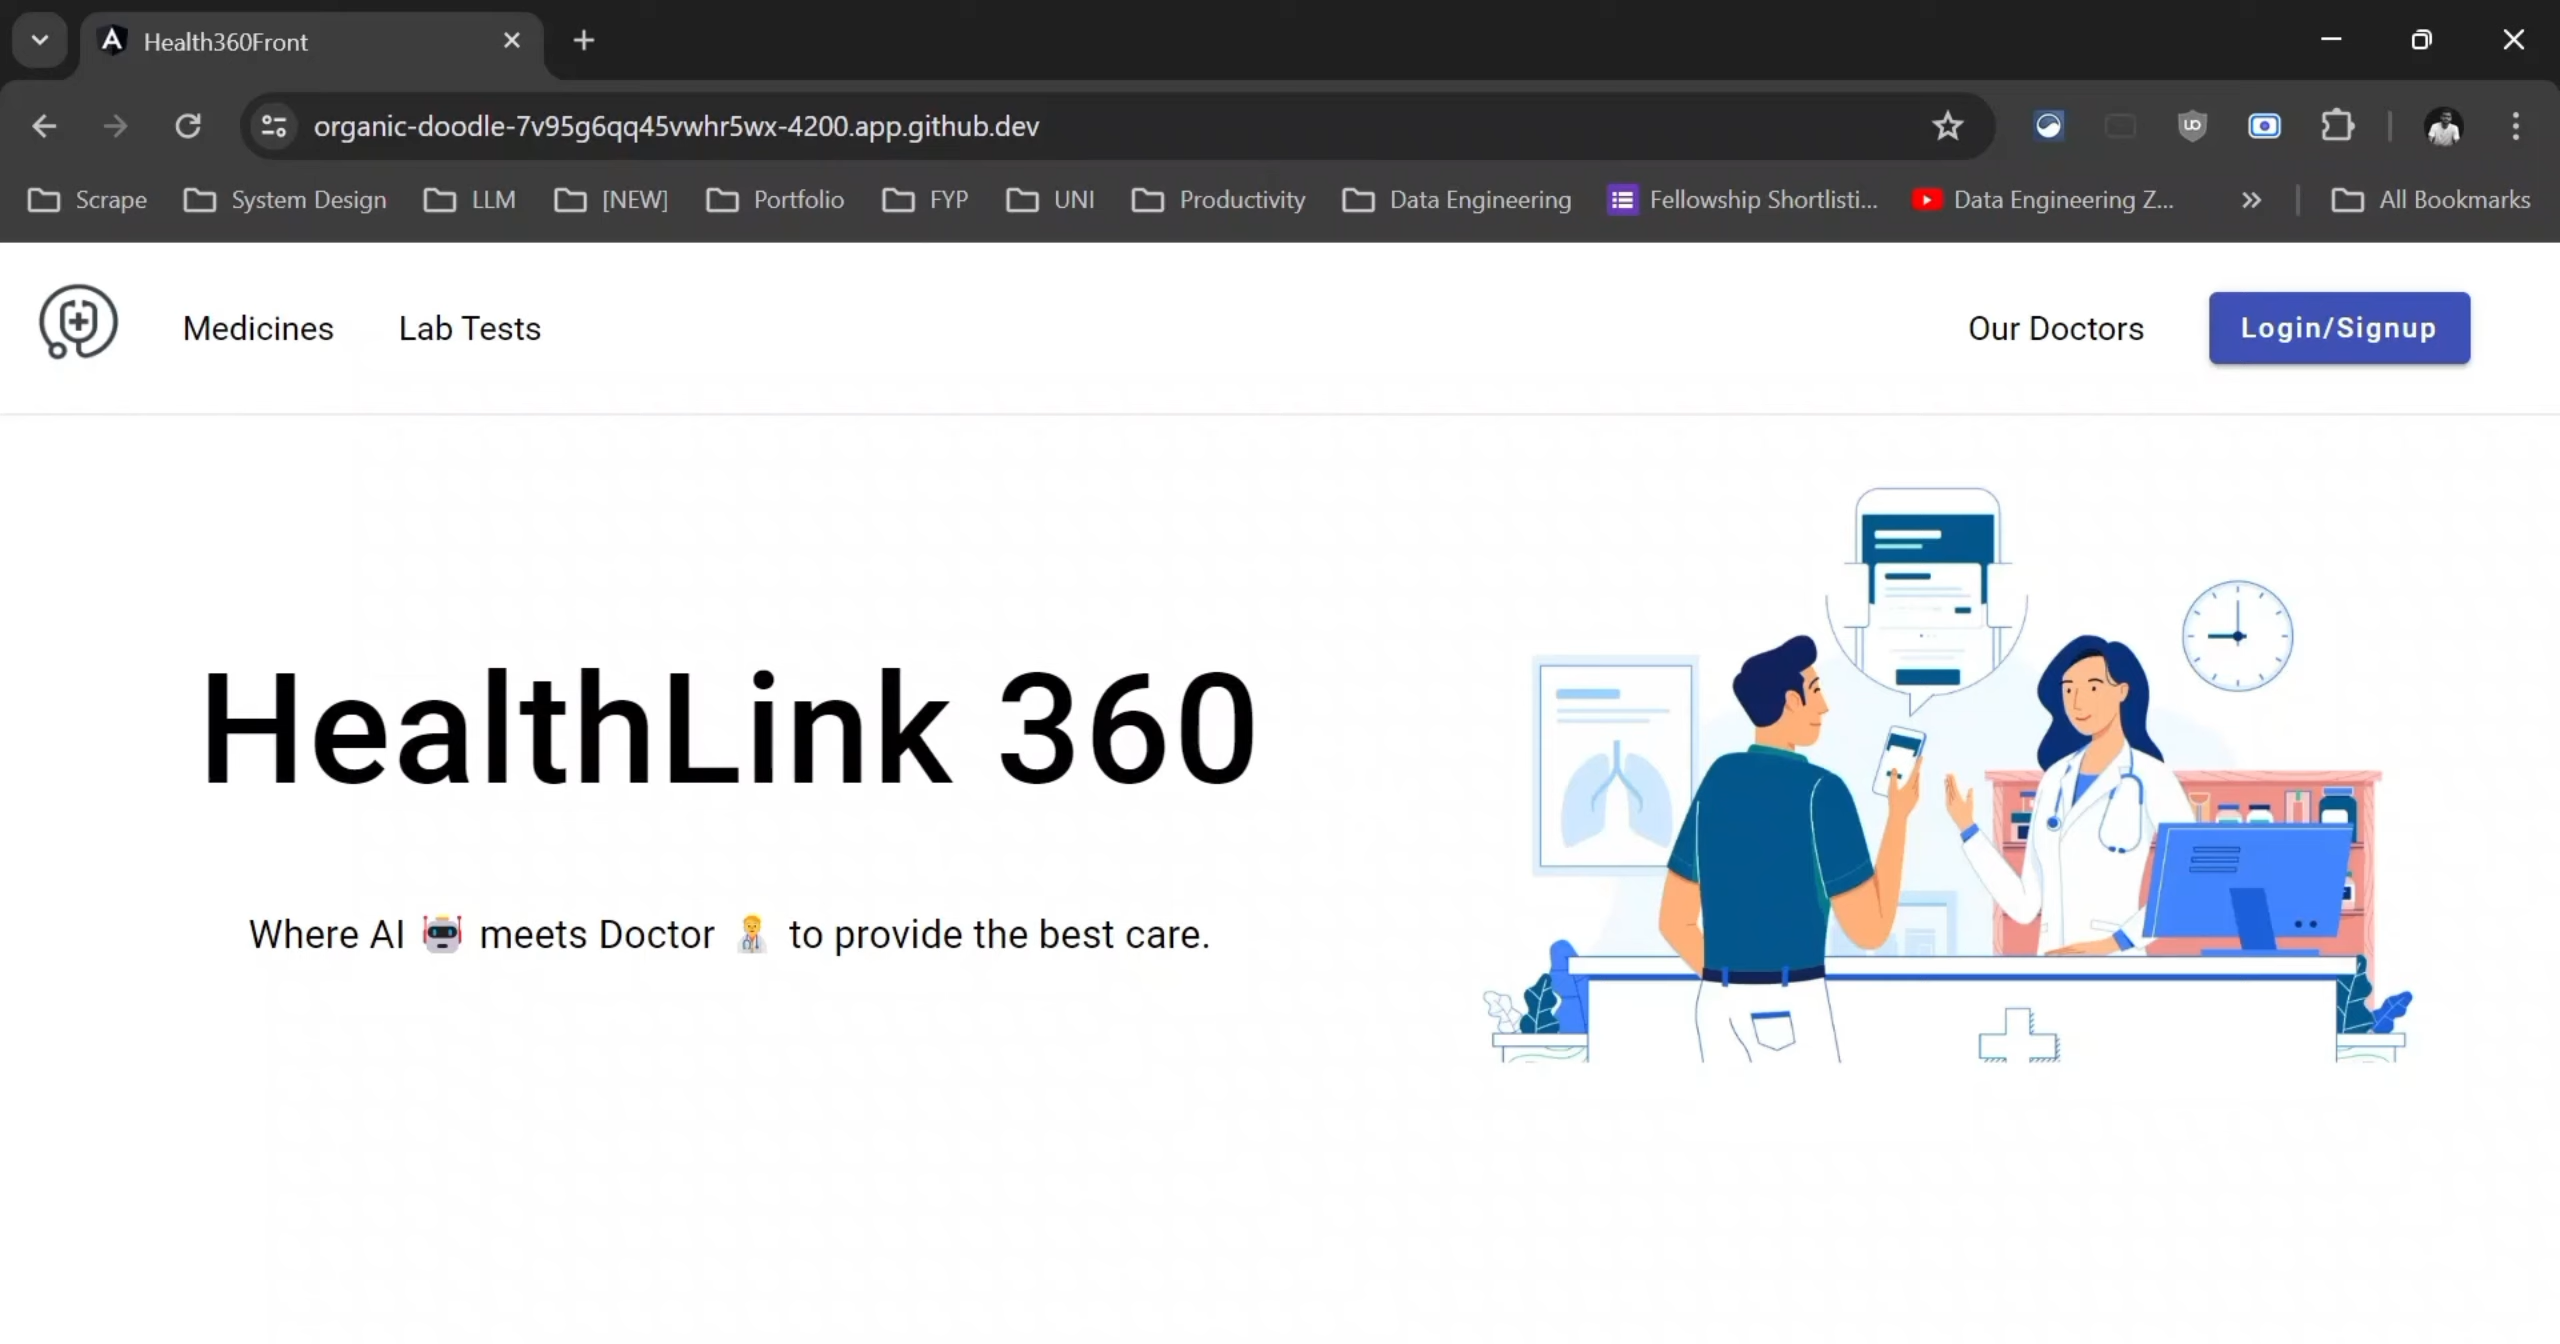 Health360Front
organic-doodle-7v95g6qq45vwhr5wx-4200.app.github.dev
Scrape System Design LLM [NEW] Portfolio FYP UNI Productivity Data Engineering Fellowship Shortlisti... Data Engineering Z... All Bookmarks
Medicines Lab Tests Our Doctors Login/Signup
HealthLink 360
Where AI 🤖 meets Doctor 🧑‍⚕️ to provide the best care.